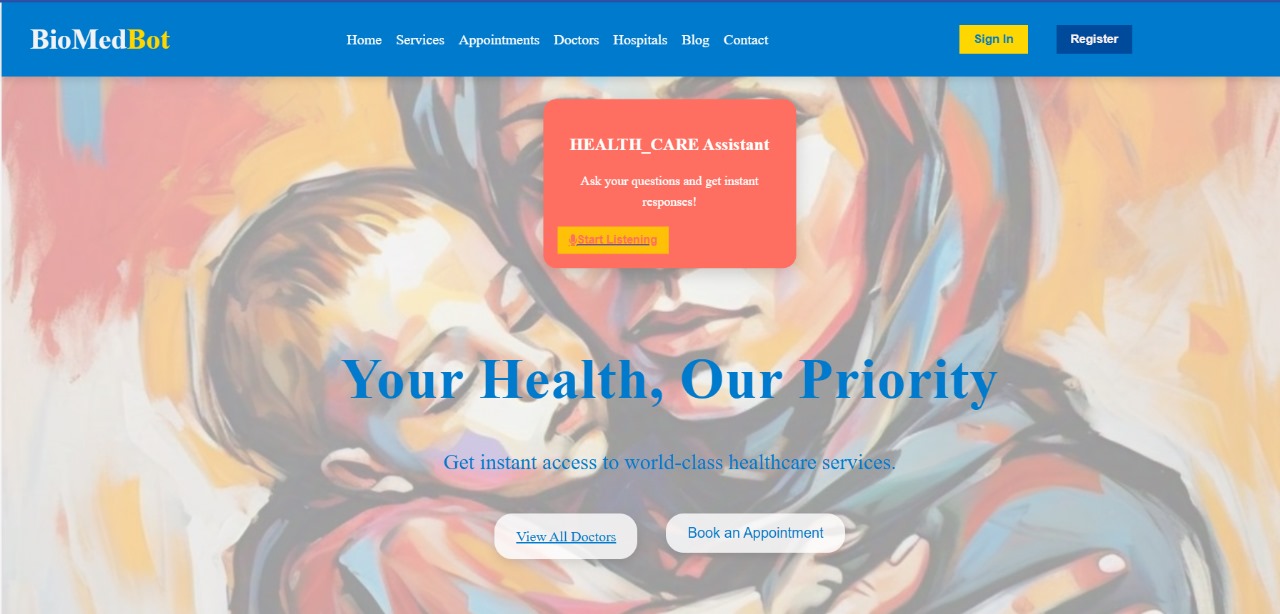 BioMedBot
Home Services Appointments Doctors Hospitals Blog Contact
Sign In
Register
HEALTH_CARE Assistant
Ask your questions and get instant
responses!
Start Listening
Your Health, Our Priority
Get instant access to world-class healthcare services.
View All Doctors
Book an Appointment